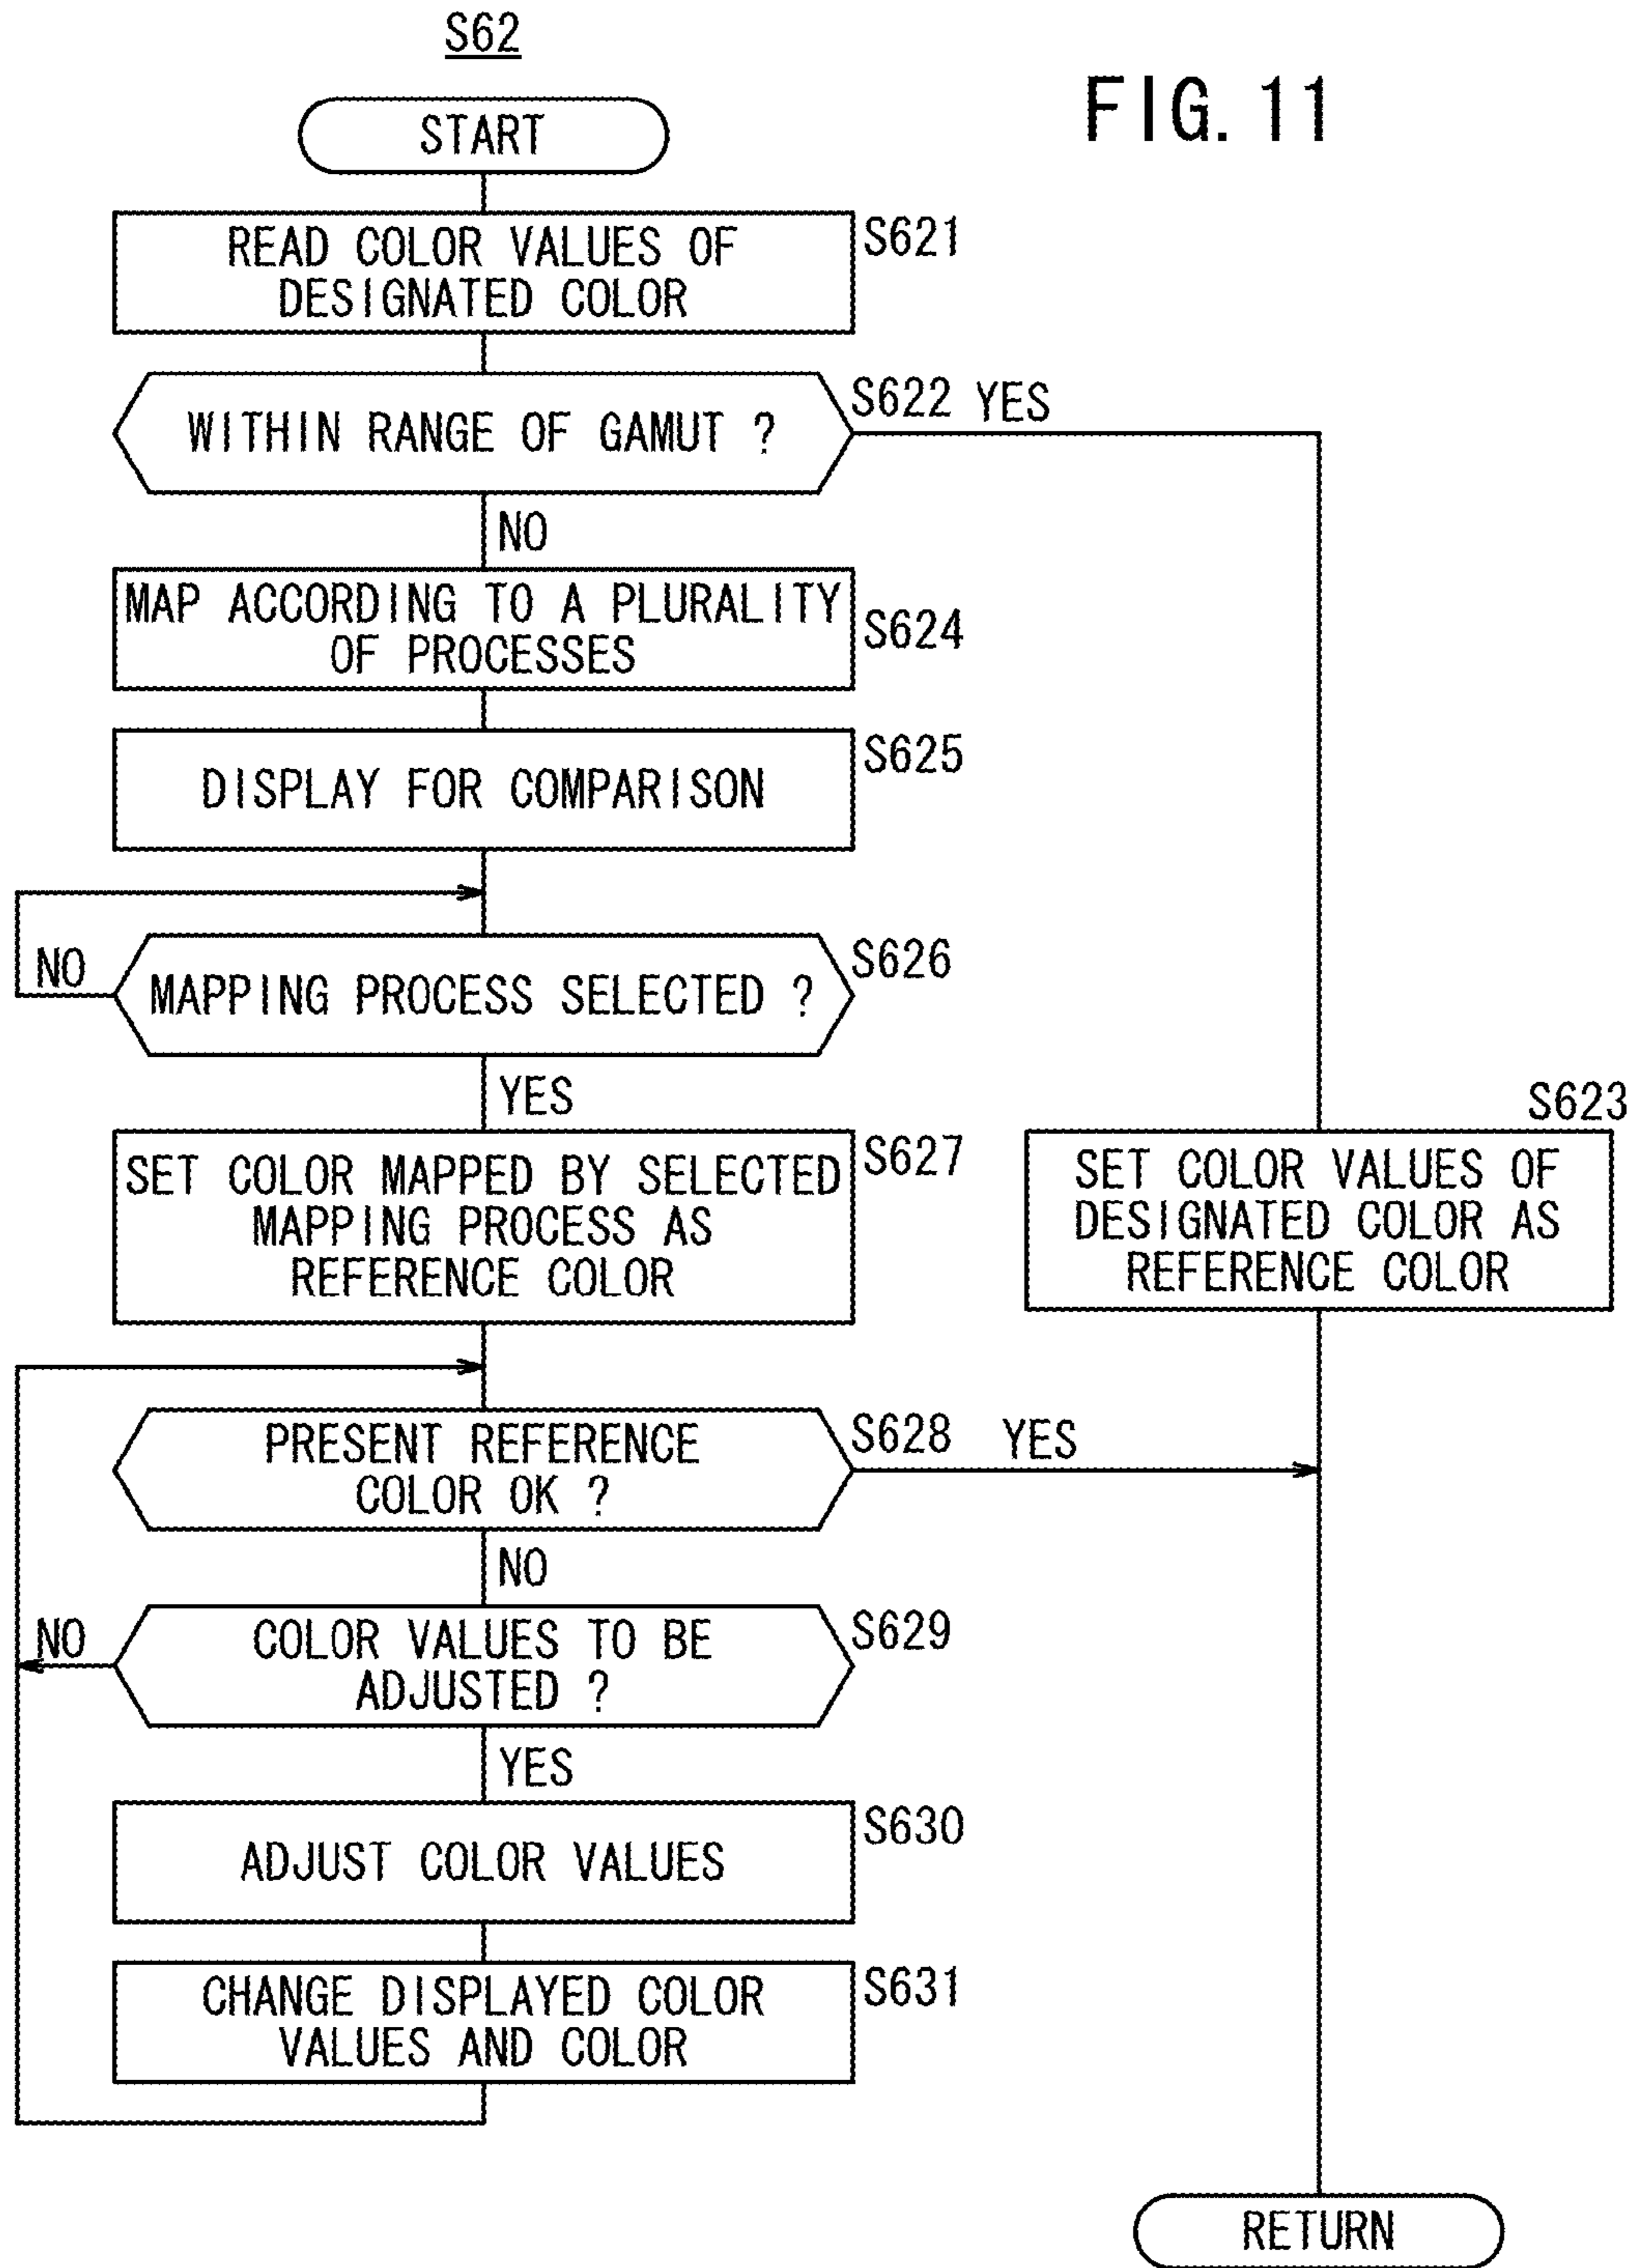 S62
FIG. 11
START
READ COLOR VALUES OF
DESIGNATED COLOR
S621
WITHIN RANGE OF GAMUT ?
S622
YES
NO
MAP ACCORDING TO A PLURALITY
OF PROCESSES
S624
DISPLAY FOR COMPARISON
S625
NO
MAPPING PROCESS SELECTED ?
S626
YES
SET COLOR MAPPED BY SELECTED
MAPPING PROCESS AS
REFERENCE COLOR
S627
S623
SET COLOR VALUES OF
DESIGNATED COLOR AS
REFERENCE COLOR
PRESENT REFERENCE
COLOR OK ?
S628
YES
NO
NO
COLOR VALUES TO BE
ADJUSTED ?
S629
YES
ADJUST COLOR VALUES
S630
CHANGE DISPLAYED COLOR
VALUES AND COLOR
S631
RETURN